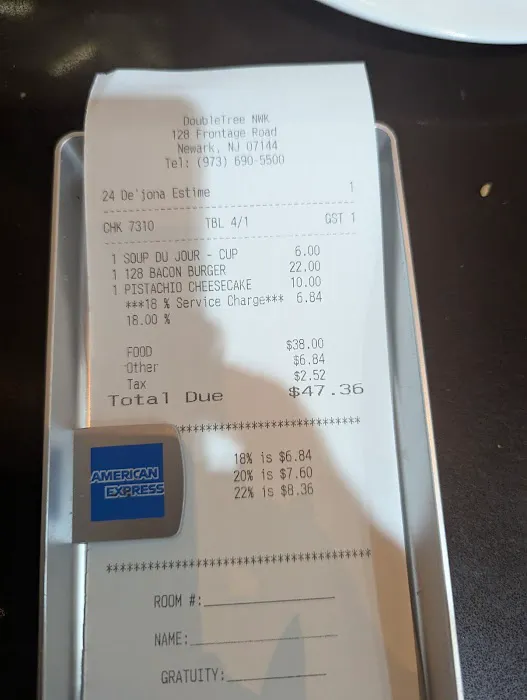 DoubleTree NWK
128 Frontage Road
Newark, NJ 07144
Tel: (973) 690-5500
24 De'jona Estime 1
CHK 7310 TBL 4/1 GST 1
1 SOUP DU JOUR - CUP 6.00
1 128 BACON BURGER 22.00
1 PISTACHIO CHEESECAKE 10.00
***18 % Service Charge*** 6.84
18.00 %
FOOD $38.00
Other $6.84
Tax $2.52
Total Due $47.36
18% is $6.84
20% is $7.60
22% is $8.36
AMERICAN
EXPRESS
ROOM #:
NAME:
GRATUITY: